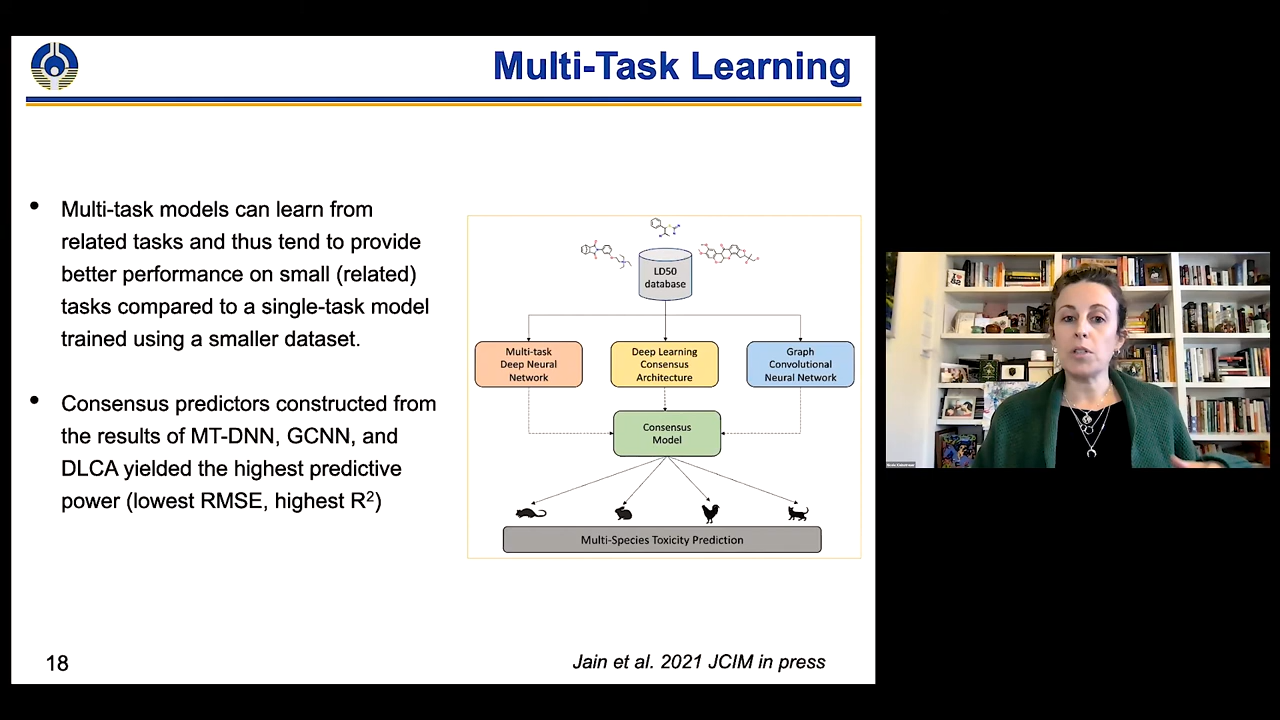 Multi-Task Learning
• Multi-task models can learn from
related tasks and thus tend to provide
better performance on small (related)
tasks compared to a single-task model
trained using a smaller dataset.
• Consensus predictors constructed from
the results of MT-DNN, GCNN, and
DLCA yielded the highest predictive
power (lowest RMSE, highest R²)
LD50
database
Multi-task
Deep Neural
Network
Deep Learning
Consensus
Architecture
Graph
Convolutional
Neural Network
Consensus
Model
Multi-Species Toxicity Prediction
18
Jain et al. 2021 JCIM in press